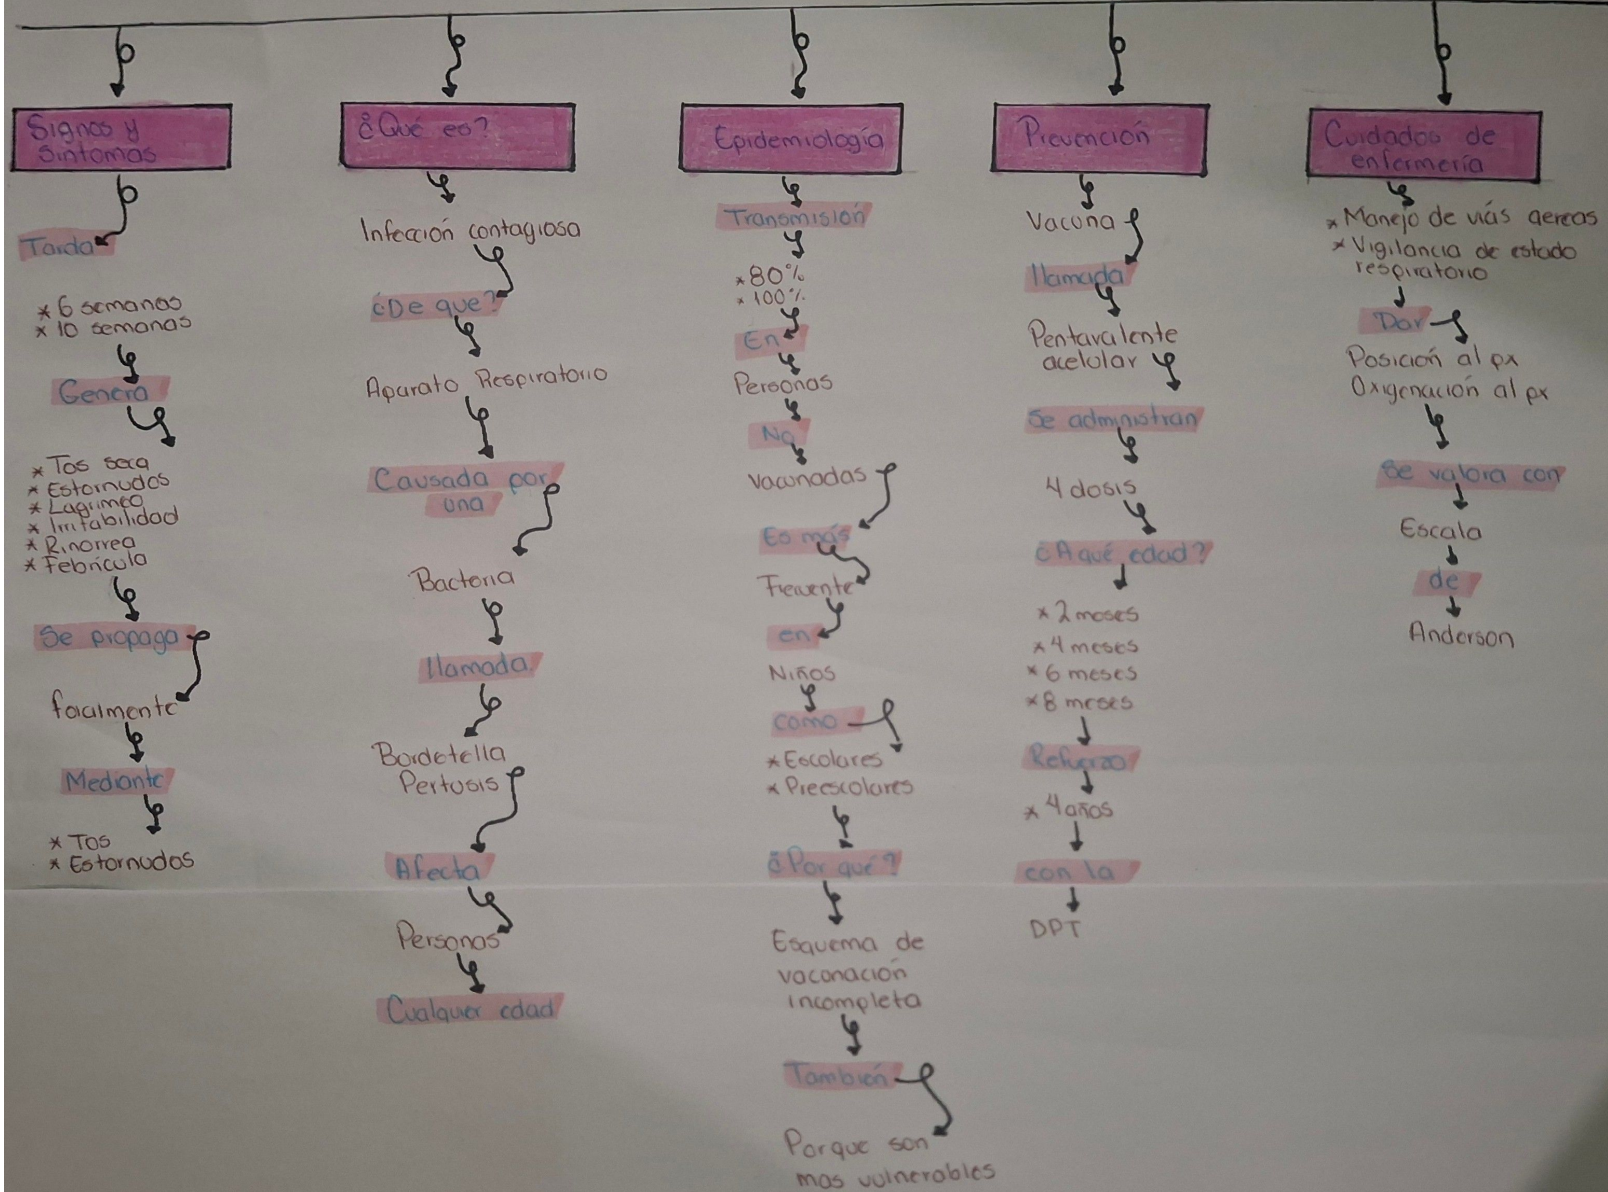 Signos y
Sintomas
Tarda
* 6 semanas
* 10 semanas
Genera
* Tos seca
* Estornudos
* Lagrimeo
* Irritabilidad
* Rinorrea
* Febrícula
Se propaga
facilmente
Mediante
* Tos
* Estornudos
¿Qué es?
Infección contagiosa
¿De que?
Aparato Respiratorio
Causada por
una
Bacteria
llamada
Bordetella
Pertusis
Afecta
Personas
Cualquier edad
Epidemiología
Transmisión
* 80%
* 100%
En
Personas
No
Vacunadas
Es más
Frecuente
en
Niños
como
* Escolares
* Preescolares
¿Por qué?
Esquema de
vacunación
incompleta
También
Porque son
mas vulnerables
Prevención
Vacuna
llamada
Pentavalente
acelular
Se administran
4 dosis
¿A qué edad?
* 2 meses
* 4 meses
* 6 meses
* 8 meses
Refuerzo
* 4 años
con la
DPT
Cuidados de
enfermería
* Manejo de viás aereas
* Vigilancia de estado
respiratorio
Dar
Posición al px
Oxigenación al px
Se valora con
Escala
de
Anderson